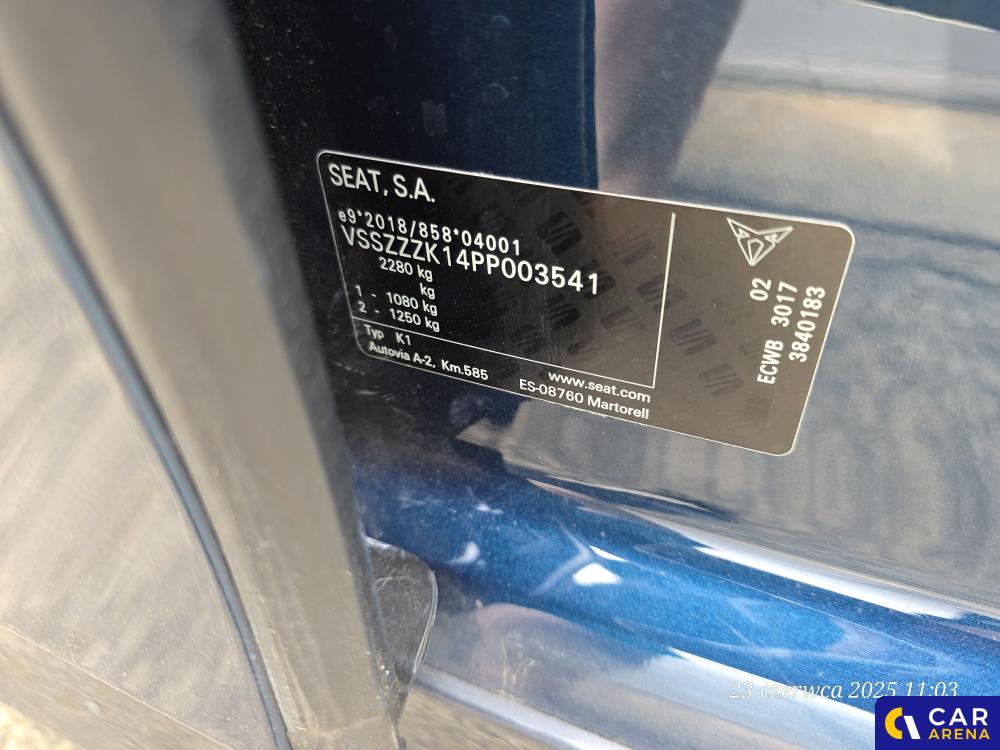 SEAT, S.A.
e9*2018/858*04001
VSSZZZK14PP003541
2280 kg
kg
1 - 1080 kg
2 - 1250 kg
Typ K1
Autovia A-2, Km.585
www.seat.com
ES-08760 Martorell
02
ECWB 3017
3840183
23 czerwca 2025 11:03
CAR
ARENA